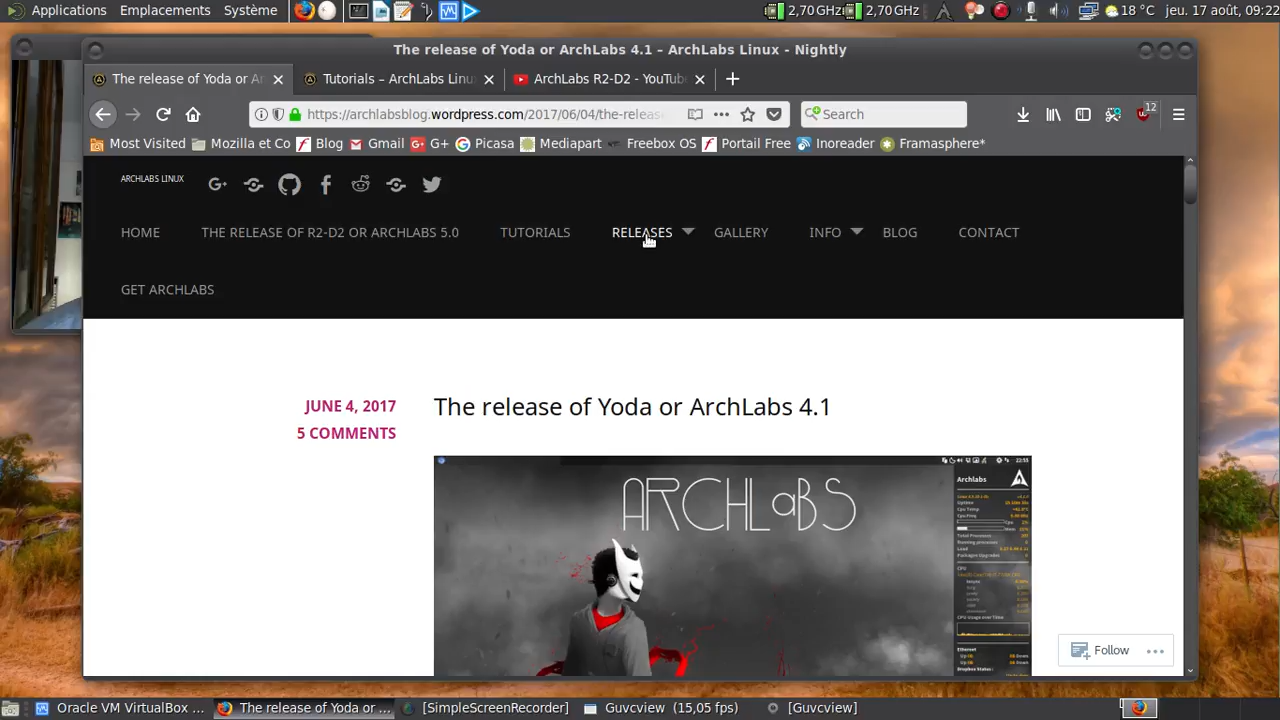 Applications Emplacements Système 2,70 GHz 2,70 GHz 18 °C jeu. 17 août, 09:22
The release of Yoda or ArchLabs 4.1 – ArchLabs Linux - Nightly
The release of Yoda or Ar Tutorials – ArchLabs Linu ArchLabs R2-D2 - YouTub
https://archlabsblog.wordpress.com/2017/06/04/the-releas Search 12
Most Visited Mozilla et Co Blog Gmail G+ Picasa Mediapart Freebox OS Portail Free Inoreader Framasphere*
ARCHLABS LINUX
HOME THE RELEASE OF R2-D2 OR ARCHLABS 5.0 TUTORIALS RELEASES GALLERY INFO BLOG CONTACT
GET ARCHLABS
JUNE 4, 2017
5 COMMENTS
The release of Yoda or ArchLabs 4.1
ARCHLaBS
Archlabs
Uptime
Follow
Oracle VM VirtualBox ... The release of Yoda or ... [SimpleScreenRecorder] Guvcview (15,05 fps) [Guvcview]